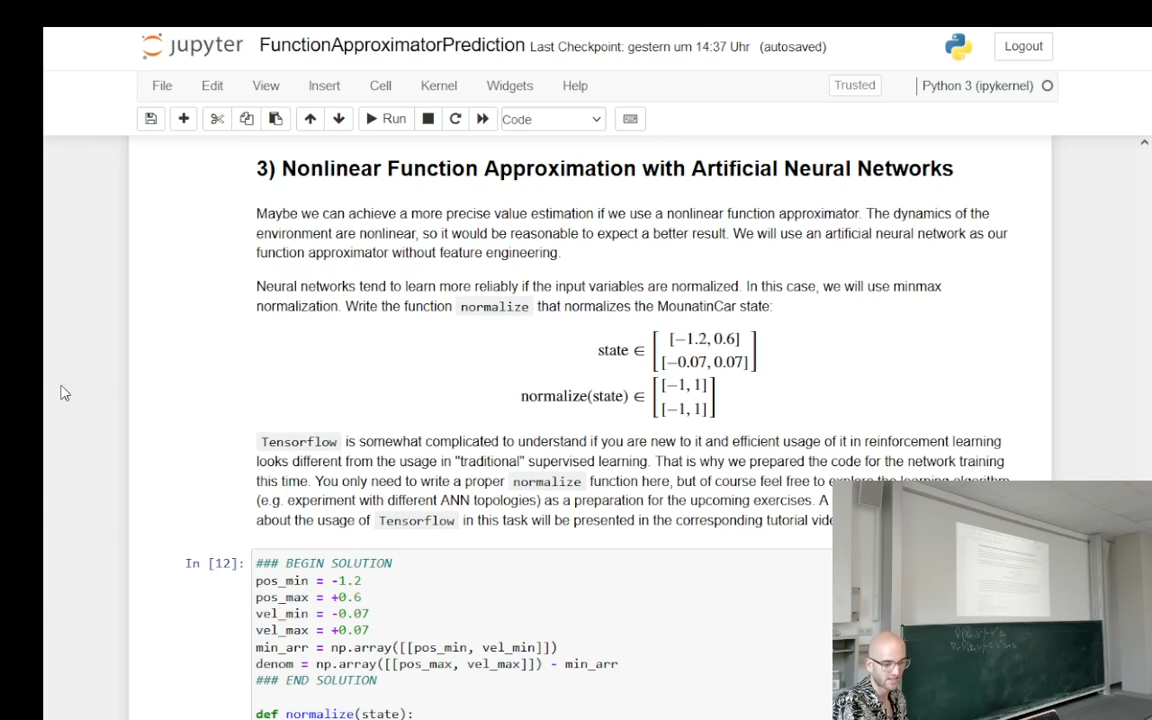 jupyter FunctionApproximatorPrediction Last Checkpoint: gestern um 14:37 Uhr (autosaved) Logout
File Edit View Insert Cell Kernel Widgets Help Trusted Python 3 (ipykernel)
Run Code
3) Nonlinear Function Approximation with Artificial Neural Networks
Maybe we can achieve a more precise value estimation if we use a nonlinear function approximator. The dynamics of the
environment are nonlinear, so it would be reasonable to expect a better result. We will use an artificial neural network as our
function approximator without feature engineering.
Neural networks tend to learn more reliably if the input variables are normalized. In this case, we will use minmax
normalization. Write the function normalize that normalizes the MounatinCar state:
state ∈ [ [−1.2, 0.6]
[−0.07, 0.07] ]
normalize(state) ∈ [ [−1, 1]
[−1, 1] ]
Tensorflow is somewhat complicated to understand if you are new to it and efficient usage of it in reinforcement learning
looks different from the usage in "traditional" supervised learning. That is why we prepared the code for the network training
this time. You only need to write a proper normalize function here, but of course feel free to explore the learning algorithm
(e.g. experiment with different ANN topologies) as a preparation for the upcoming exercises. A
about the usage of Tensorflow in this task will be presented in the corresponding tutorial vide
In [12]: ### BEGIN SOLUTION
pos_min = -1.2
pos_max = +0.6
vel_min = -0.07
vel_max = +0.07
min_arr = np.array([[pos_min, vel_min]])
denom = np.array([[pos_max, vel_max]]) - min_arr
### END SOLUTION
def normalize(state):